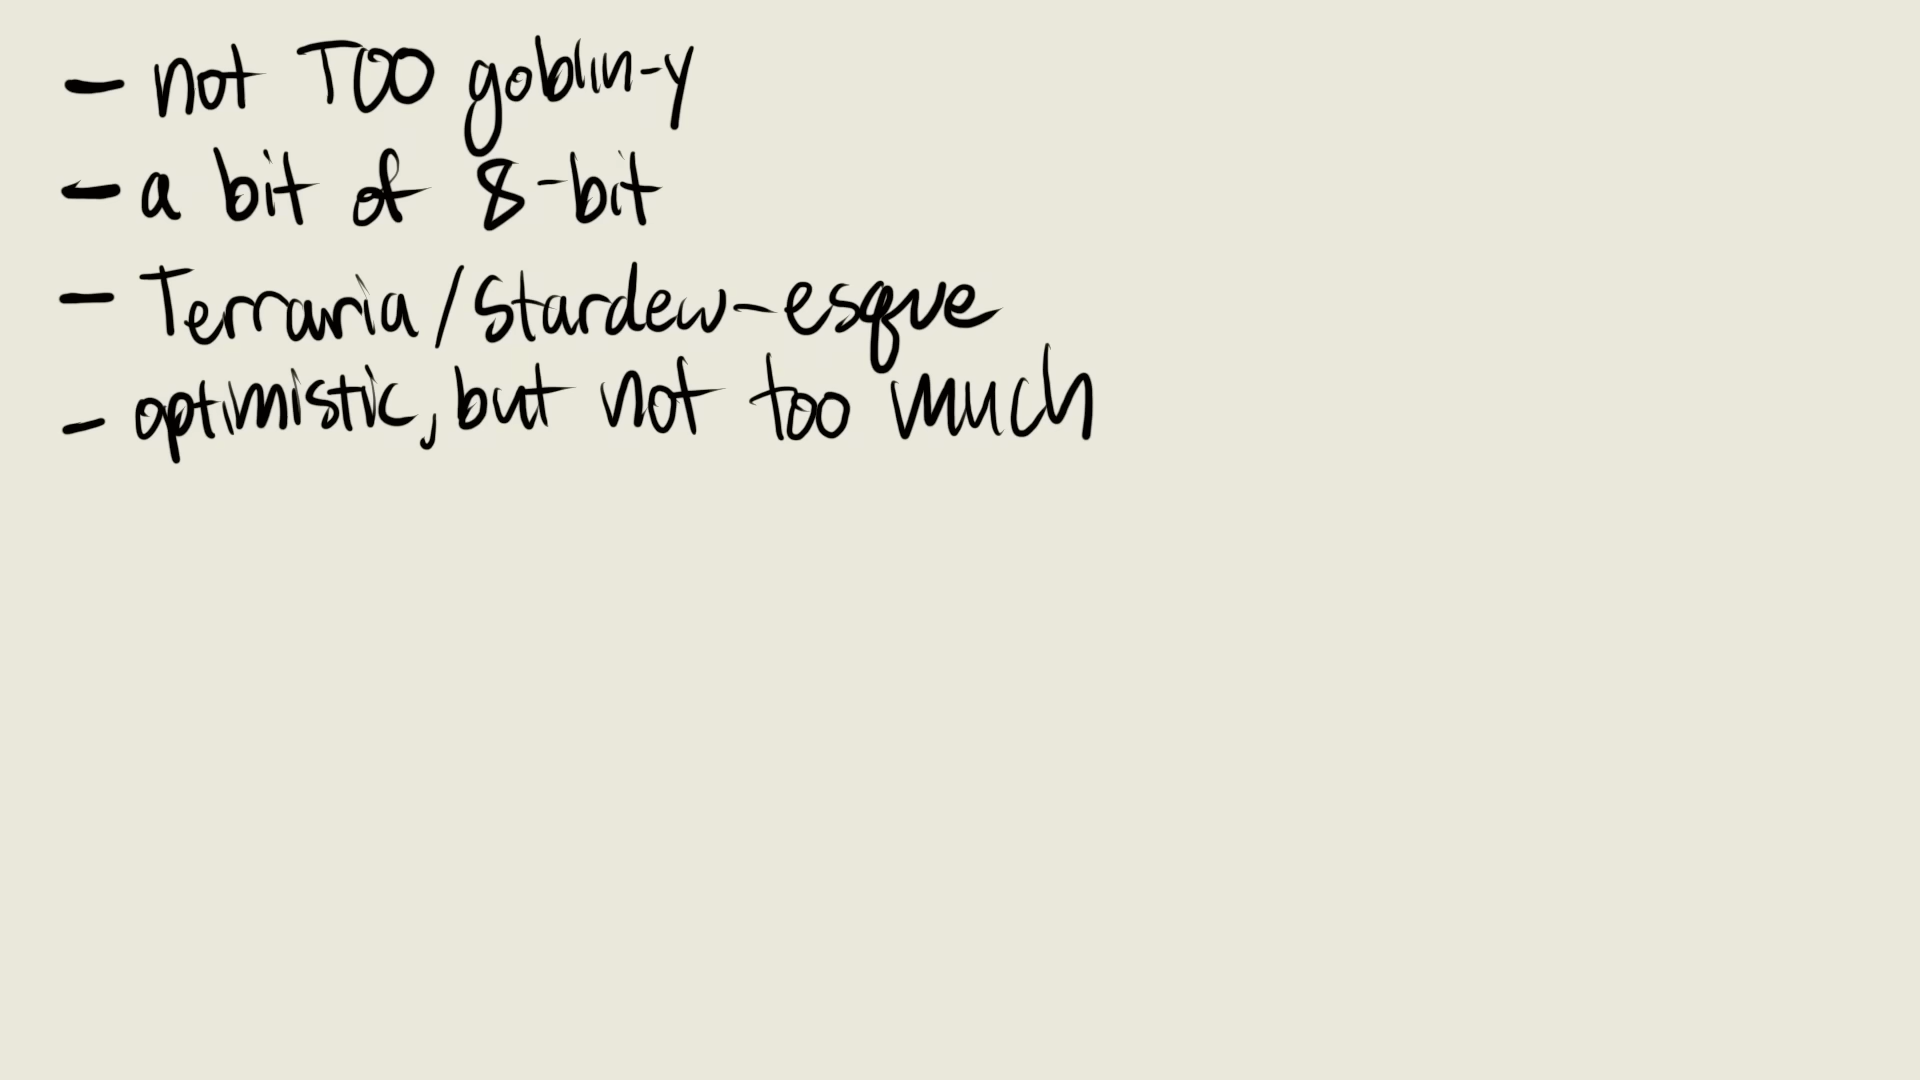 - not TOO goblin-y
- a bit of 8-bit
- Terraria/Stardew-esque
- optimistic, but not too much